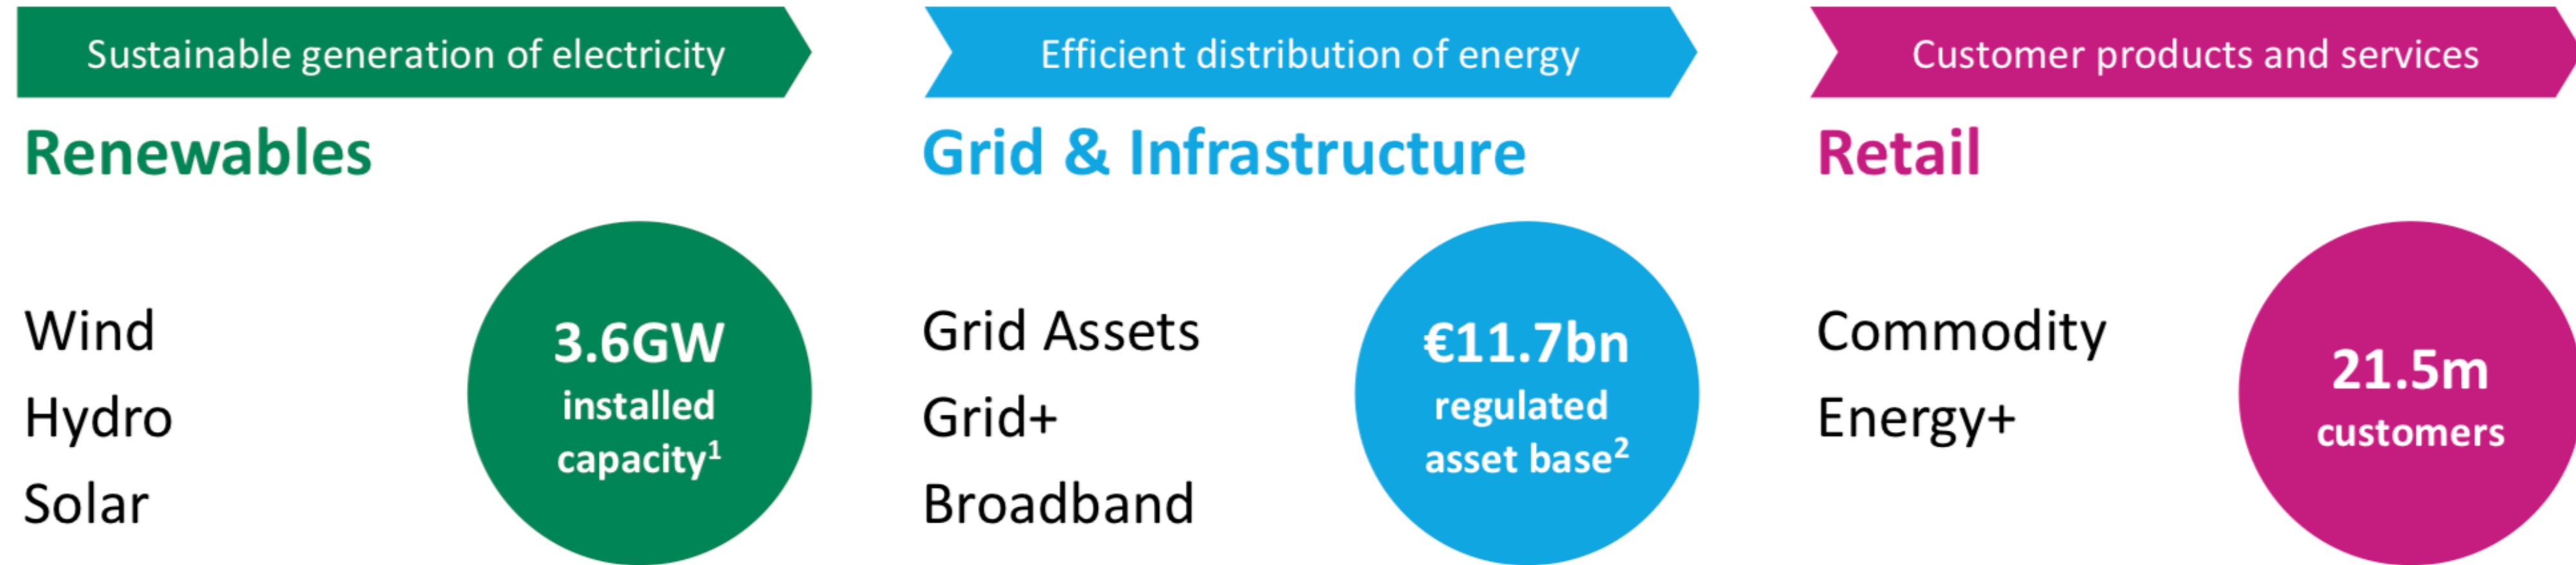 Sustainable generation of electricity
Renewables
Wind
Hydro
Solar
3.6GW
installed
capacity¹
Efficient distribution of energy
Grid & Infrastructure
Grid Assets
Grid+
Broadband
€11.7bn
regulated
asset base²
Customer products and services
Retail
Commodity
Energy+
21.5m
customers